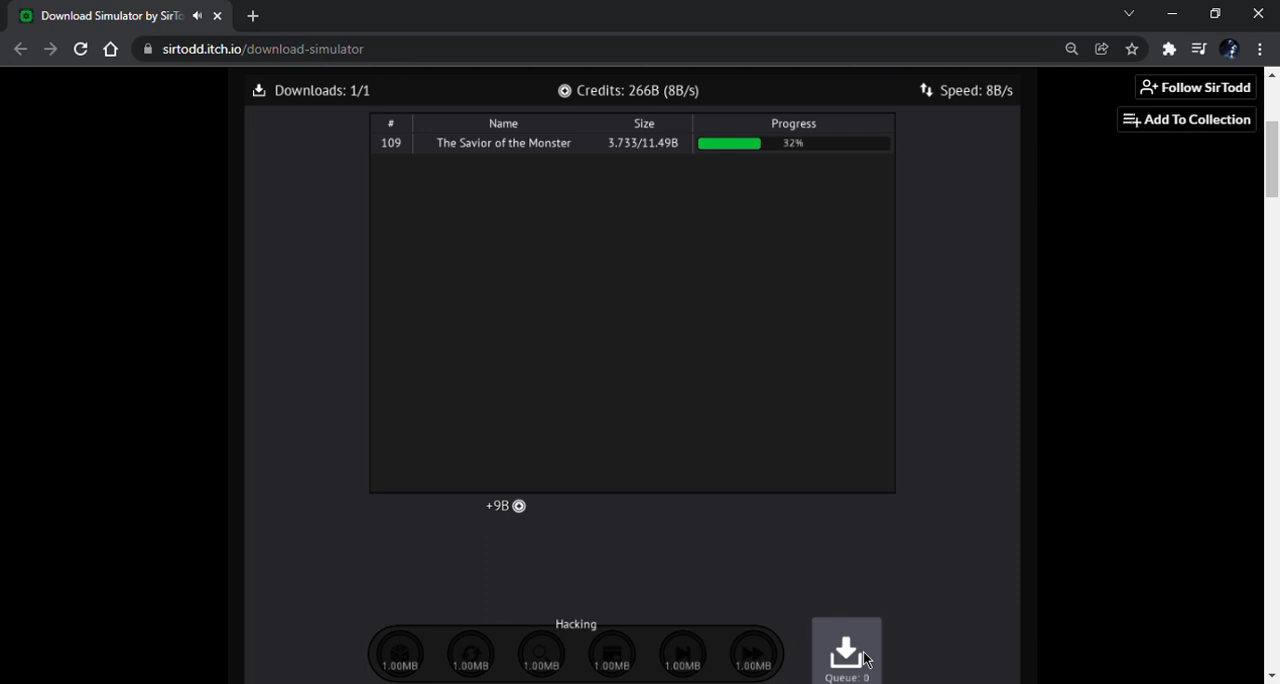 Download Simulator by SirTo
sirtodd.itch.io/download-simulator
Downloads: 1/1
Credits: 266B (8B/s)
Speed: 8B/s
Follow SirTodd
Add To Collection
# Name Size Progress
109 The Savior of the Monster 3.733/11.49B 32%
+9B
Hacking
1.00MB 1.00MB 1.00MB 1.00MB 1.00MB 1.00MB
Queue: 0